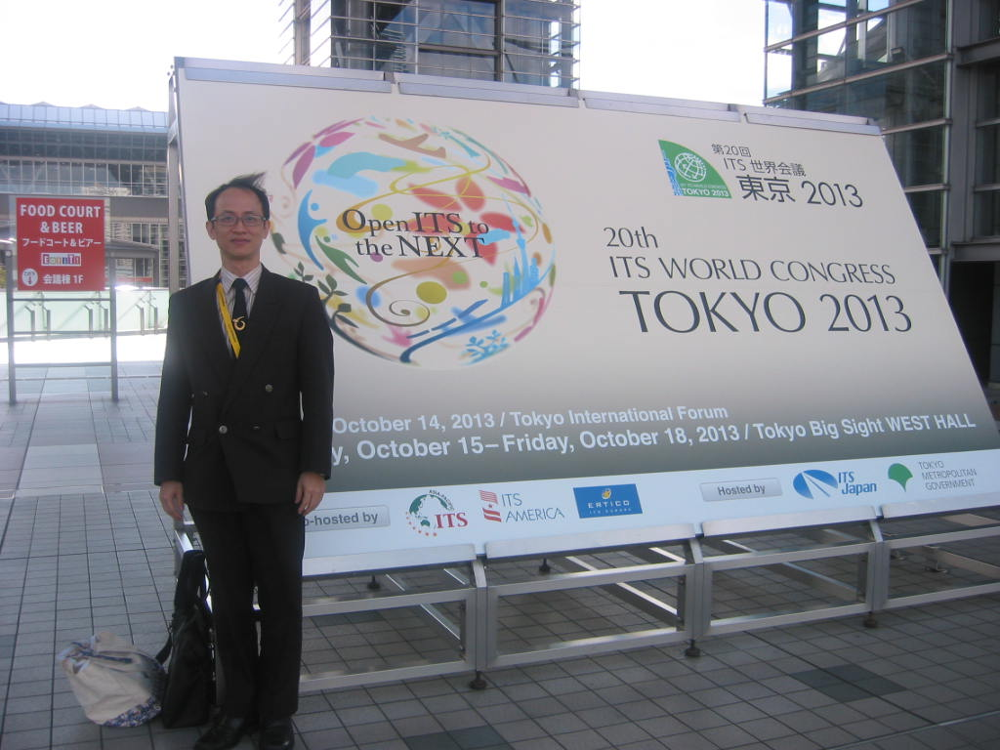 FOOD COURT
& BEER
フードコート&ビアー
会議棟 1F
Open ITS to
the NEXT
第20回
ITS 世界会議
東京 2013
TOKYO 2013
20th
ITS WORLD CONGRESS
TOKYO 2013
October 14, 2013 / Tokyo International Forum
y, October 15–Friday, October 18, 2013 / Tokyo Big Sight WEST HALL
o-hosted by
ITS
ITS
AMERICA
ERTICO
ITS EUROPE
Hosted by
ITS
Japan
TOKYO
METROPOLITAN
GOVERNMENT